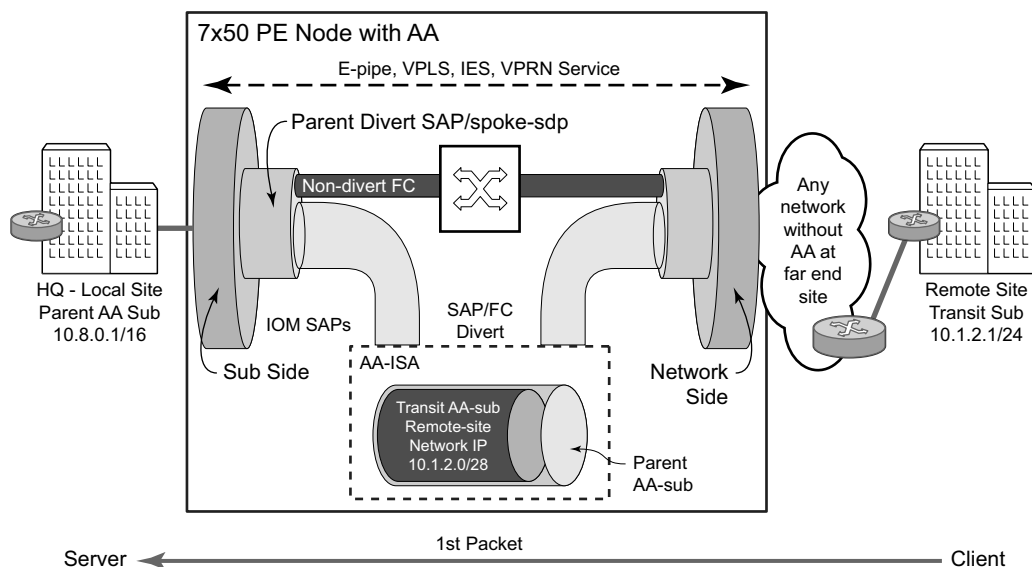 7x50 PE Node with AA
E-pipe, VPLS, IES, VPRN Service
Parent Divert SAP/spoke-sdp
Non-divert FC
Any
network
without
AA at
far end
site
HQ - Local Site
Parent AA Sub
10.8.0.1/16
Remote Site
Transit Sub
10.1.2.1/24
IOM SAPs
SAP/FC
Divert
Sub Side
AA-ISA
Network
Side
Transit AA-sub
Remote-site
Network IP
10.1.2.0/28
Parent
AA-sub
1st Packet
Server
Client